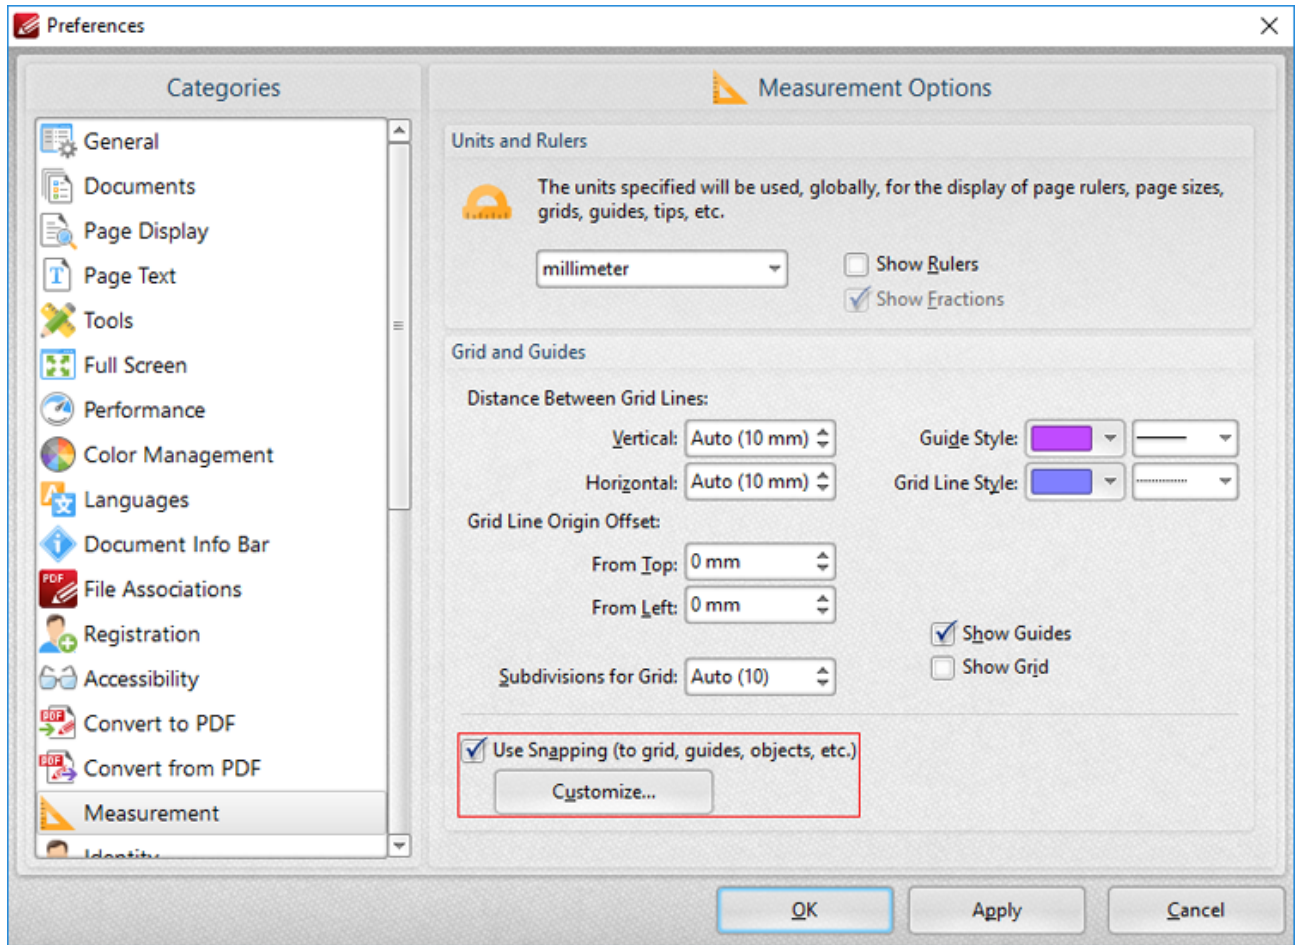 Preferences
Categories
General
Documents
Page Display
Page Text
Tools
Full Screen
Performance
Color Management
Languages
Document Info Bar
PDF
File Associations
Registration
Accessibility
PDF
Convert to PDF
PDF
Convert from PDF
Measurement
Identity
Measurement Options
Units and Rulers
The units specified will be used, globally, for the display of page rulers, page sizes,
grids, guides, tips, etc.
millimeter
Show Rulers
Show Fractions
Grid and Guides
Distance Between Grid Lines:
Vertical: Auto (10 mm)
Guide Style:
Horizontal: Auto (10 mm)
Grid Line Style:
Grid Line Origin Offset:
From Top: 0 mm
From Left: 0 mm
Show Guides
Show Grid
Subdivisions for Grid: Auto (10)
Use Snapping (to grid, guides, objects, etc.)
Customize...
OK
Apply
Cancel